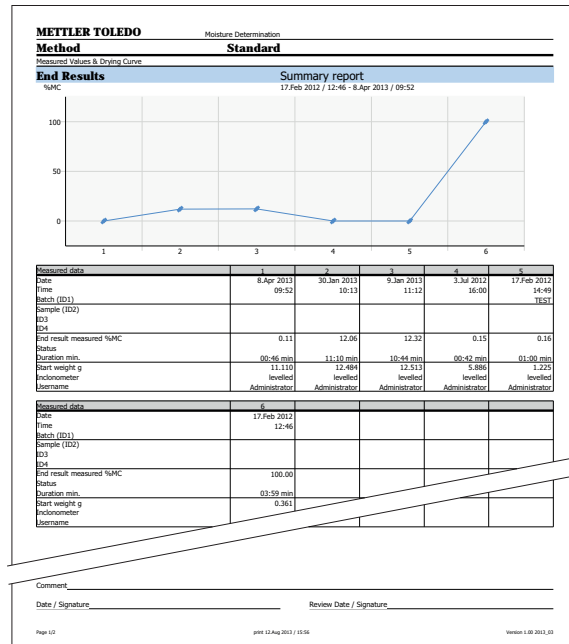 METTLER TOLEDO Moisture Determination
Method Standard
Measured Values & Drying Curve
End Results Summary report
%MC 17.Feb 2012 / 12:46 - 8.Apr 2013 / 09:52
100
50
0
1 2 3 4 5 6
Measured data 1 2 3 4 5
Date 8.Apr 2013 30.Jan 2013 9.Jan 2013 3.Jul 2012 17.Feb 2012
Time 09:52 10:13 11:12 16:00 14:49
Batch (ID1) TEST
Sample (ID2)
ID3
ID4
End result measured %MC 0.11 12.06 12.32 0.15 0.16
Status
Duration min. 00:46 min 11:10 min 10:44 min 00:42 min 01:00 min
Start weight g 11.110 12.484 12.513 5.886 1.225
Inclonometer levelled levelled levelled levelled levelled
Username Administrator Administrator Administrator Administrator Administrator
Measured data 6
Date 17.Feb 2012
Time 12:46
Batch (ID1)
Sample (ID2)
ID3
ID4
End result measured %MC 100.00
Status
Duration min. 03:59 min
Start weight g 0.361
Inclonometer
Username
Comment
Date / Signature Review Date / Signature
Page 1/2 print 12.Aug 2013 / 15:56 Version 1.00 2013_03